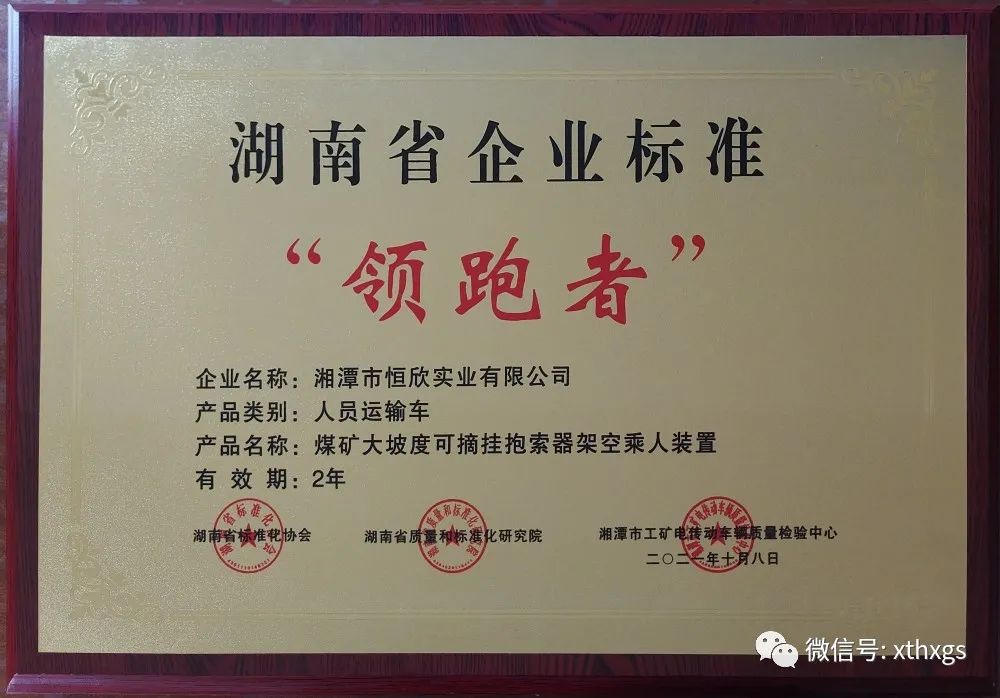 湖南省企业标准
“领跑者”
企业名称：湘潭市恒欣实业有限公司
产品类别：人员运输车
产品名称：煤矿大坡度可摘挂抱索器架空乘人装置
有 效 期：2年
湖南省标准化协会
湖南省质量和标准化研究院
湘潭市工矿电传动车辆质量检验中心
二〇二一年十月八日
微信号: xthxgs